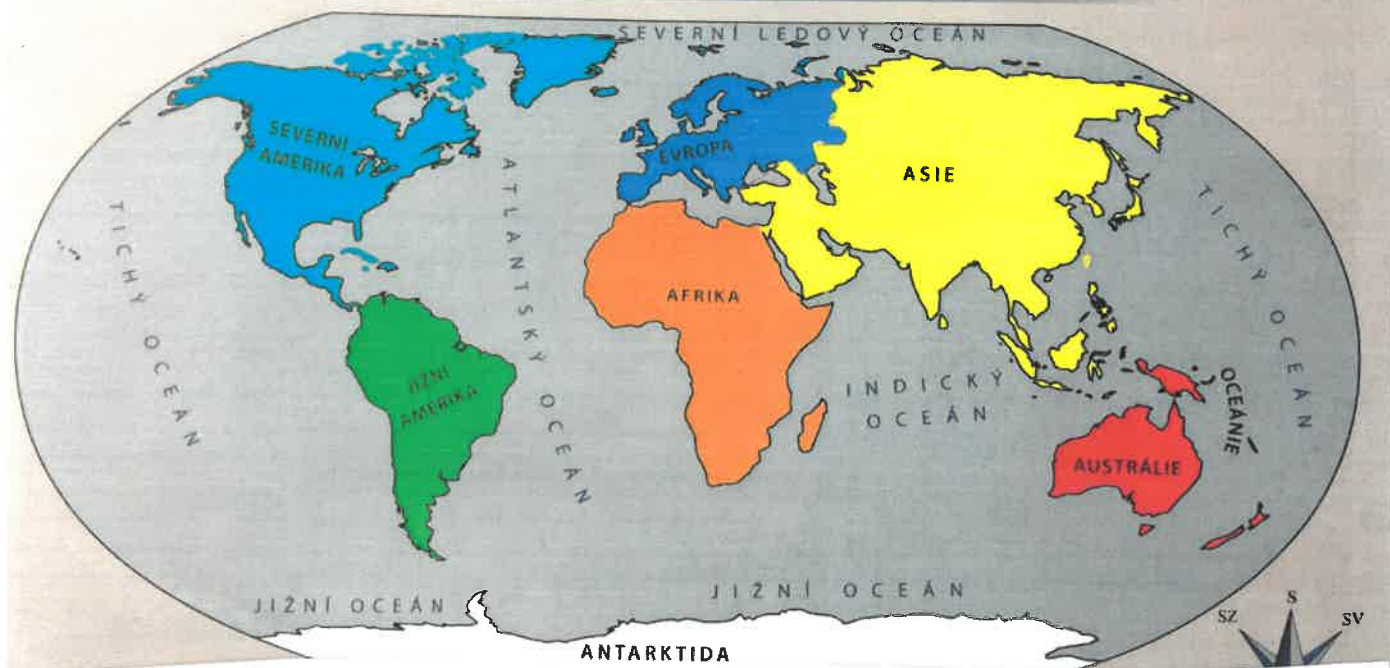 SEVERNÍ LEDOVÝ OCEÁN
SEVERNÍ
AMERIKA
EVROPA
ASIE
TICHÝ OCEÁN
ATLANTSKÝ OCEÁN
TICHÝ OCEÁN
AFRIKA
JIŽNÍ
AMERIKA
INDICKÝ
OCEÁN
OCEÁNIE
AUSTRÁLIE
JIŽNÍ OCEÁN
JIŽNÍ OCEÁN
ANTARKTIDA
S
SZ
SV